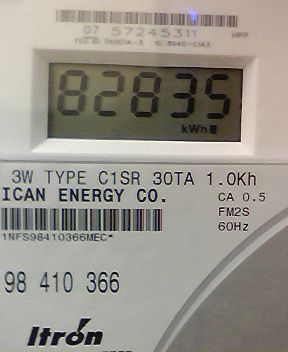 07 57245311 HPP
82835
kWh
3W TYPE C1SR 30TA 1.0Kh
ICAN ENERGY CO. CA 0.5
FM2S
60Hz
1NFS98410366MEC*
98 410 366
Itron